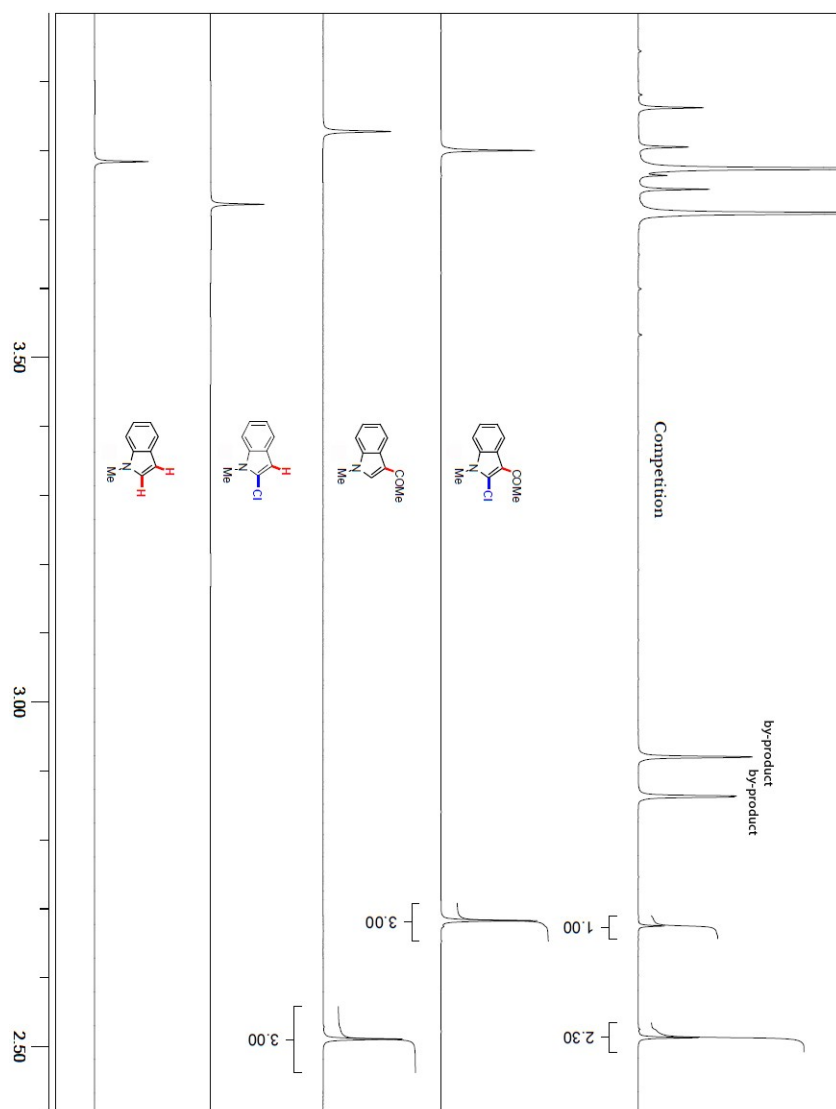 Competition
by-product
by-product
1.00
2.30
COMe
N
Cl
Me
3.00
COMe
N
Me
3.00
H
N
Cl
Me
H
N
H
Me
3.50
3.00
2.50